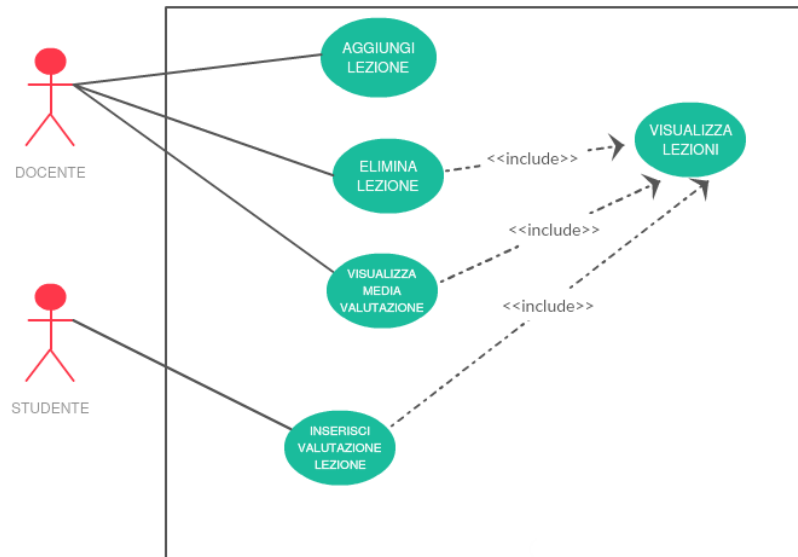 AGGIUNGI
LEZIONE
DOCENTE
ELIMINA
LEZIONE
<<include>>
VISUALIZZA
LEZIONI
<<include>>
VISUALIZZA
MEDIA
VALUTAZIONE
<<include>>
STUDENTE
INSERISCI
VALUTAZIONE
LEZIONE